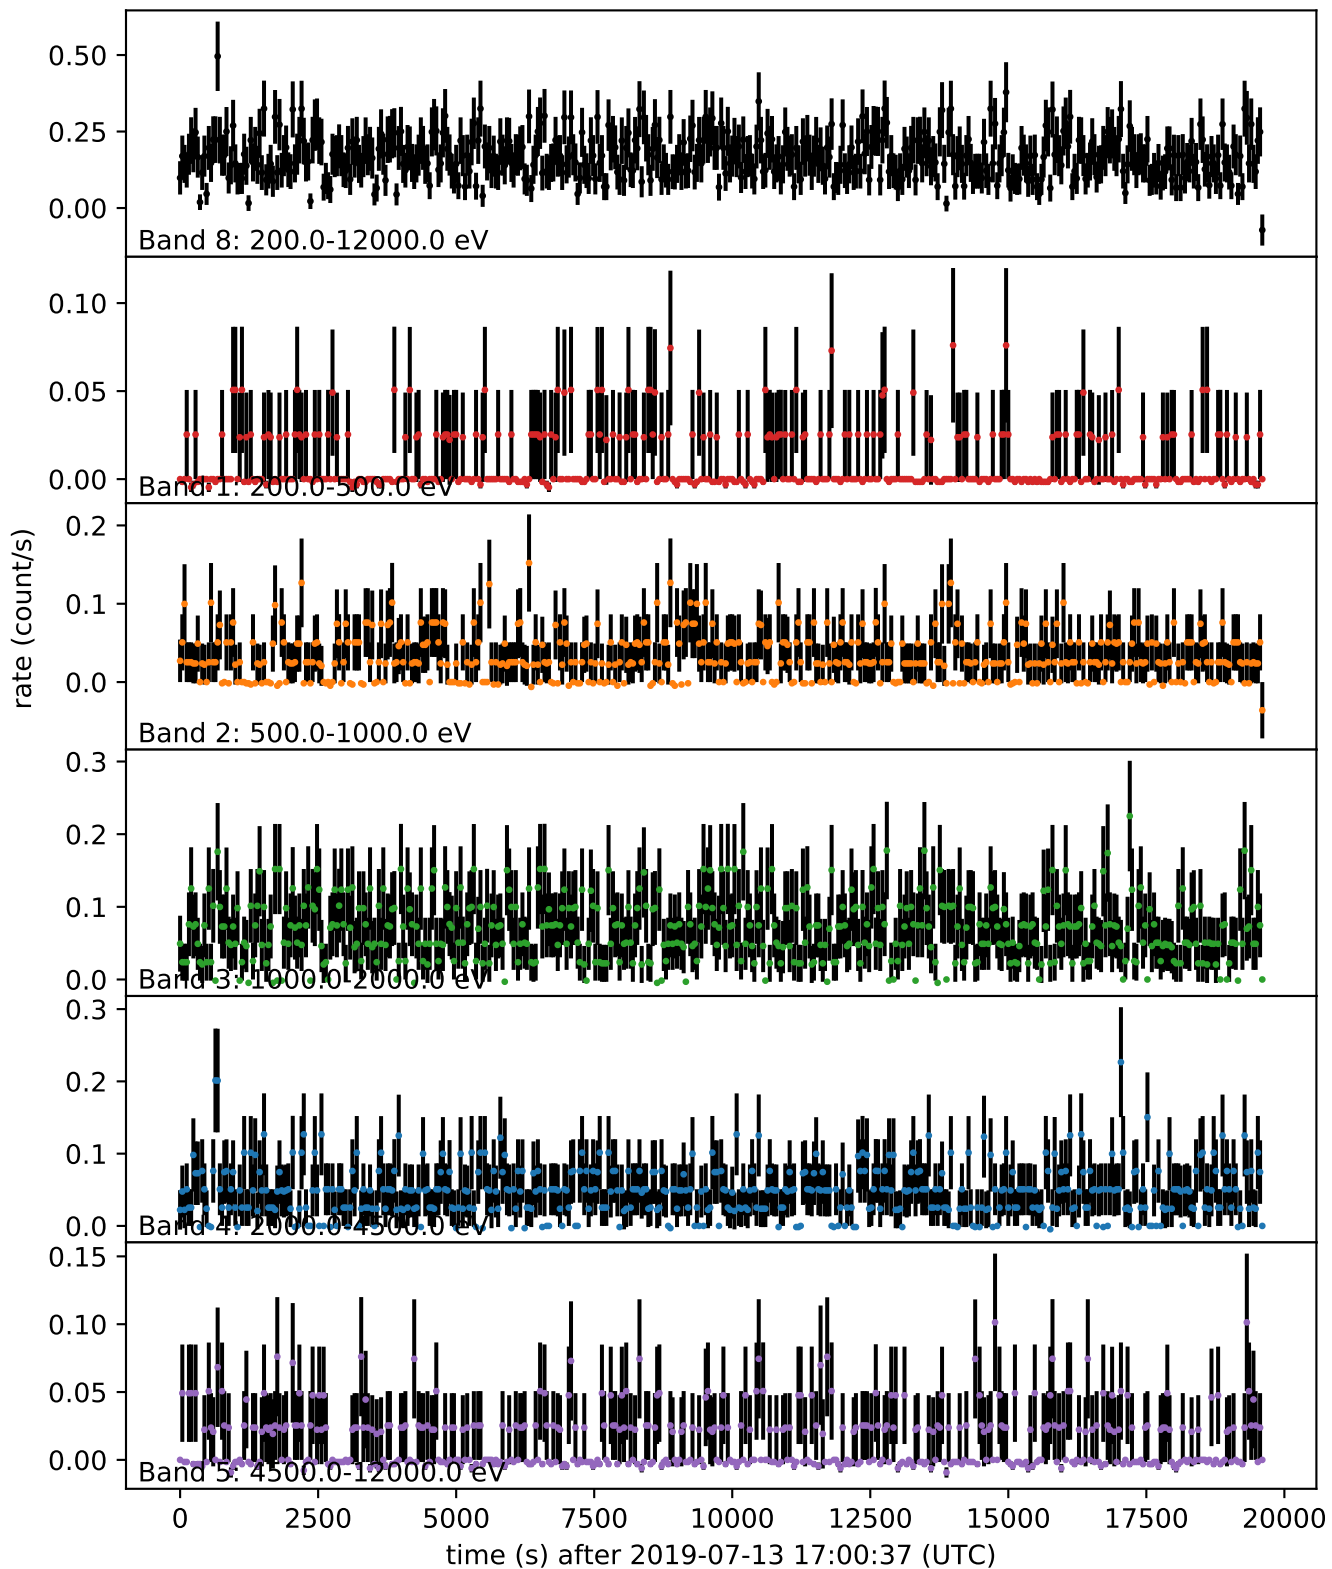 0.50
0.25
0.00
Band 8: 200.0-12000.0 eV
0.10
0.05
0.00
Band 1: 200.0-500.0 eV
0.2
0.1
0.0
Band 2: 500.0-1000.0 eV
rate (count/s)
0.3
0.2
0.1
0.0
Band 3: 1000.0-2000.0 eV
0.3
0.2
0.1
0.0
Band 4: 2000.0-4500.0 eV
0.15
0.10
0.05
0.00
Band 5: 4500.0-12000.0 eV
0 2500 5000 7500 10000 12500 15000 17500 20000
time (s) after 2019-07-13 17:00:37 (UTC)